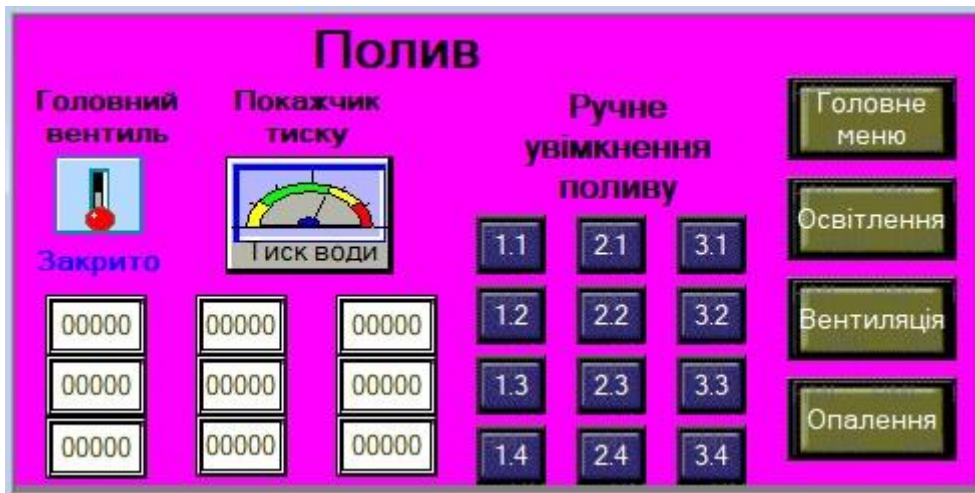 Полив
Головний
вентиль
Закрито
Покажчик
тиску
Тиск води
00000 00000 00000
00000 00000 00000
00000 00000 00000
Ручне
увімкнення
поливу
1.1 2.1 3.1
1.2 2.2 3.2
1.3 2.3 3.3
1.4 2.4 3.4
Головне
меню
Освітлення
Вентиляція
Опалення